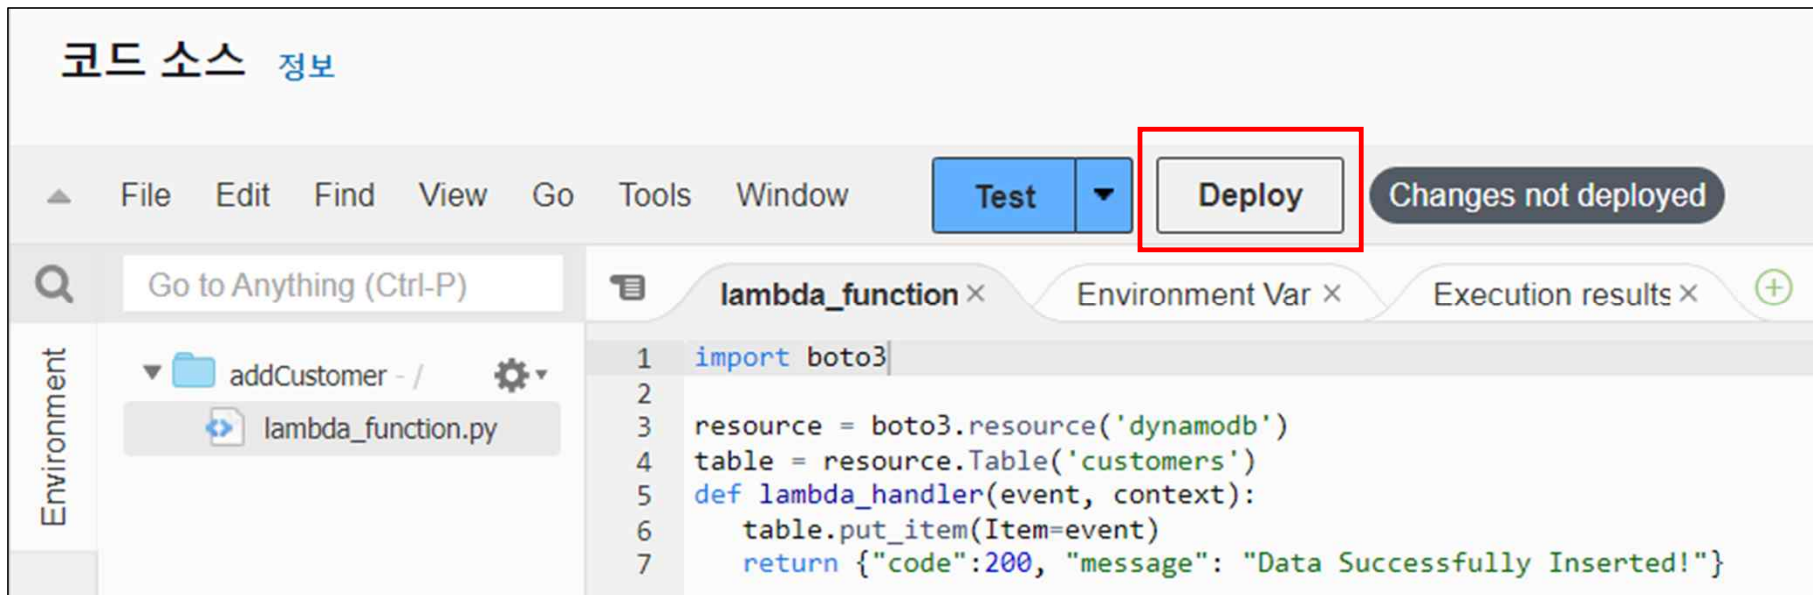 코드 소스 정보
File Edit Find View Go Tools Window Test Deploy Changes not deployed
Go to Anything (Ctrl-P)
lambda_function × Environment Var × Execution results ×
Environment
addCustomer - /
lambda_function.py
1 import boto3
2
3 resource = boto3.resource('dynamodb')
4 table = resource.Table('customers')
5 def lambda_handler(event, context):
6    table.put_item(Item=event)
7    return {"code":200, "message": "Data Successfully Inserted!"}